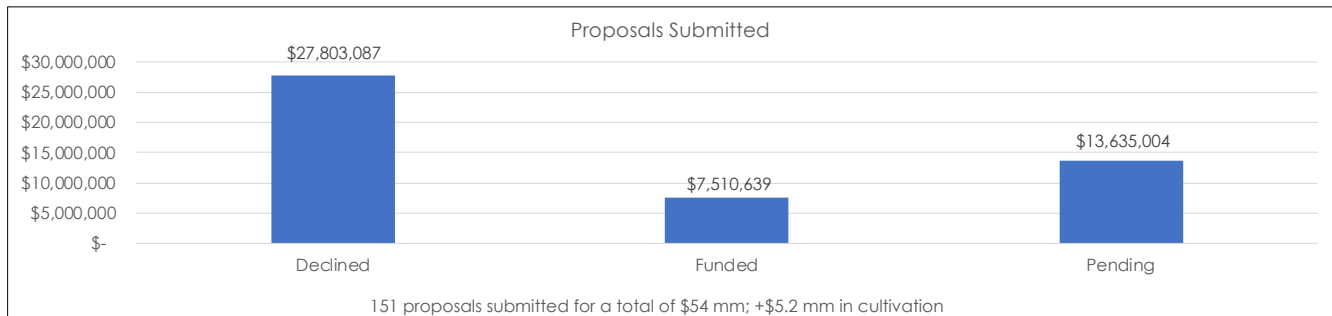 Proposals Submitted
$27,803,087
$30,000,000
$25,000,000
$20,000,000
$15,000,000
$10,000,000
$5,000,000
$-
$7,510,639
$13,635,004
Declined
Funded
Pending
151 proposals submitted for a total of $54 mm; +$5.2 mm in cultivation